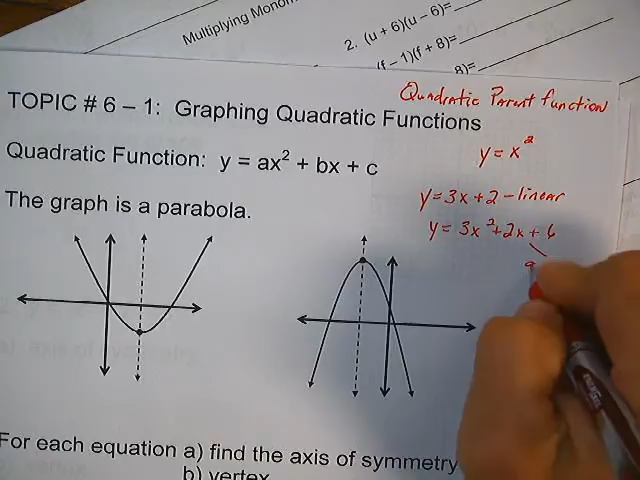 Multiplying Monon
2. (u + 6)(u − 6)=
(f − 1)(f + 8)=
8)=
Quadratic Parent function
TOPIC # 6 – 1: Graphing Quadratic Functions
y = x²
Quadratic Function: y = ax² + bx + c
y = 3x + 2 – linear
The graph is a parabola.
y = 3x² + 2x + 6
For each equation a) find the axis of symmetry
b) vertex